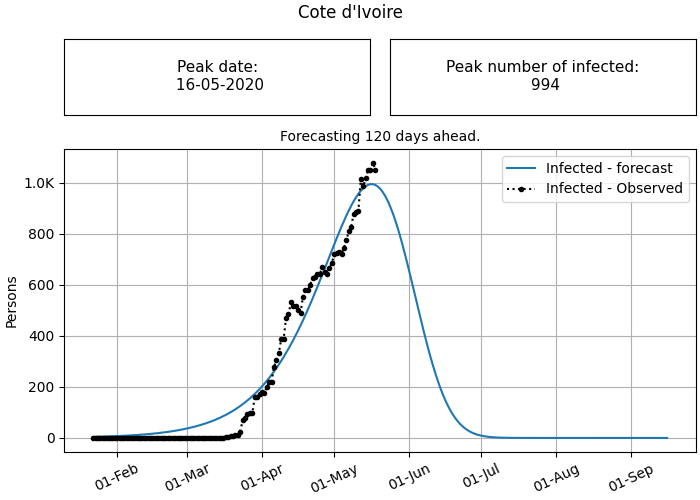 Cote d'Ivoire
Peak date:
16-05-2020
Peak number of infected:
994
Forecasting 120 days ahead.
Infected - forecast
Infected - Observed
1.0K
800
600
400
200
0
Persons
01-Feb
01-Mar
01-Apr
01-May
01-Jun
01-Jul
01-Aug
01-Sep